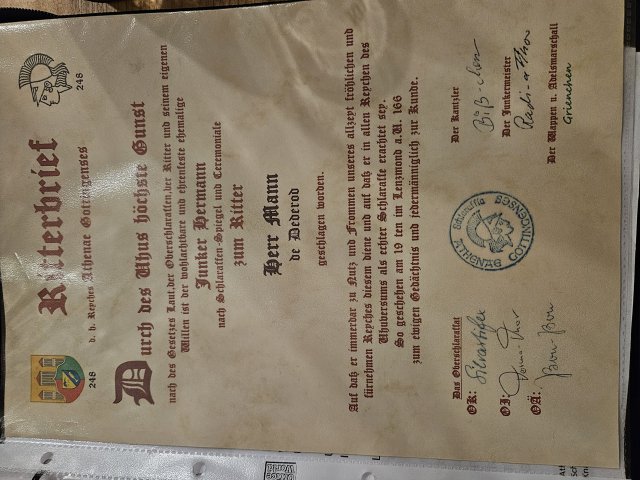 Ritterbrief
248
248
d. h. Reyches Athenae Gottingenses
Durch des Uhus höchste Gunst
nach des Gesetzes Laut, der Oberschlaraffen, der Ritter und seinem eigenen
Willen ist der wohlachtbare und ehrenfeste ehemalige
Junker Hermann
nach Schlaraffen-Spiegel und Ceremoniale
zum Ritter
Herr Mann
de Dederod
geschlagen worden.
Auf daß er immerdar zu Nutz und Frommen unseres allzeyt fröhlichen und
fürnehmen Reyches diesem diene und auf daß er in allen Reychen des
Uhuversums als echter Schlaraffe erachtet sey.
So geschehen am 19 ten im Lenzmond a.U. 166
zum ewigen Gedächtnis und jedermänniglich zur Kunde.
Das Oberschlaraffat
OK:
OI:
OÄ:
Schlaraffia
ATHENAE GOTTINGENSES
Der Kantzler
Der Junkermeister
Der Wappen u. Adelsmarschall
Grienchen